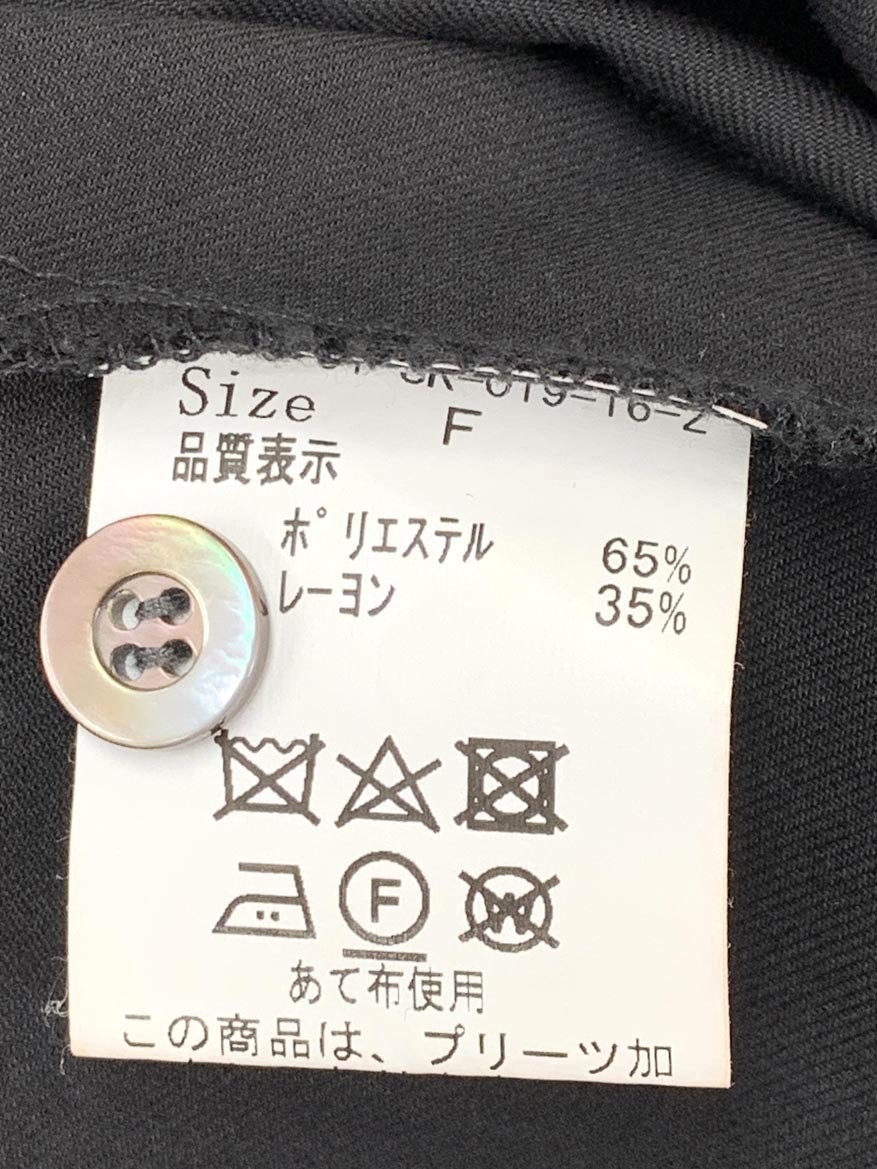 Size F
品質表示
ポリエステル 65%
レーヨン 35%
F W
あて布使用
この商品は、プリーツ加